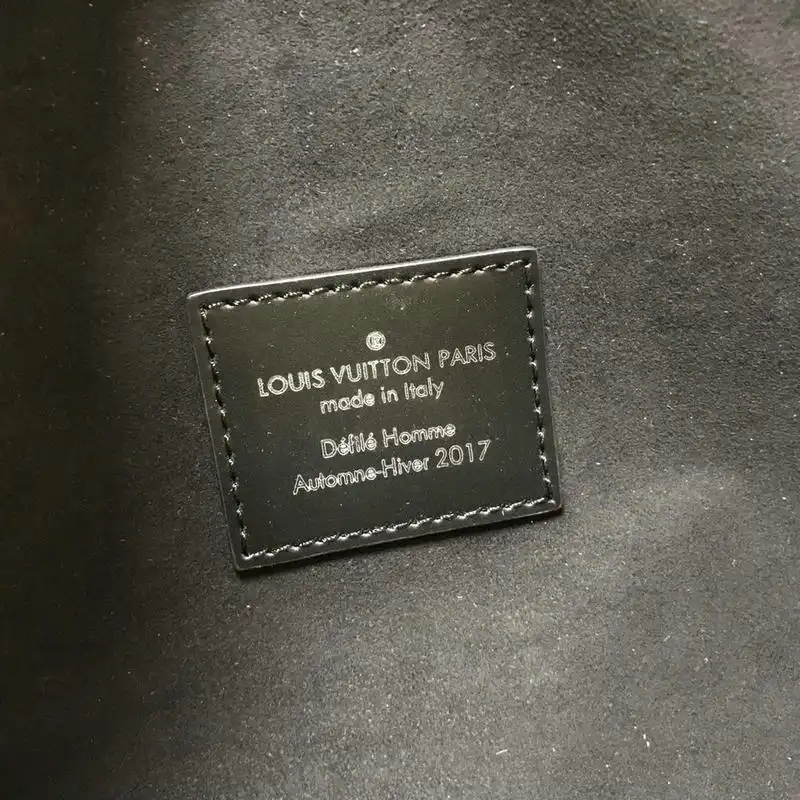 ®
LOUIS VUITTON PARIS
made in Italy
Défilé Homme
Automne-Hiver 2017